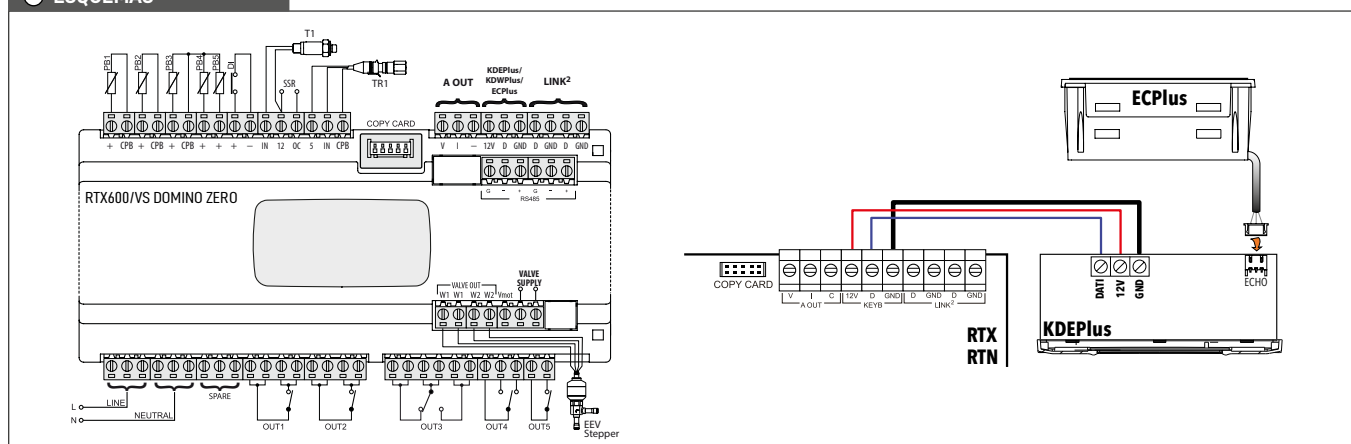 ESQUEMAS
T1
PB1
PB2
PB3
PB4
PB5
DI
SSR
TR1
A OUT
KDEPlus/
KDWPlus/
ECPlus
LINK²
COPY CARD
+ CPB + CPB + CPB + + + – IN 12 OC 5 IN CPB
V I – 12V D GND D GND D GND
G – + G – +
RS485
RTX600/VS DOMINO ZERO
VALVE OUT
VALVE
SUPPLY
W1 W1 W2 W2 Vmot
L
LINE
N
NEUTRAL
SPARE
OUT1
OUT2
OUT3
OUT4
OUT5
EEV
Stepper
ECPlus
COPY CARD
V I C 12V D GND D GND D GND
A OUT
KEYB
LINK²
RTX
RTN
DATI
12V
GND
ECHO
KDEPlus